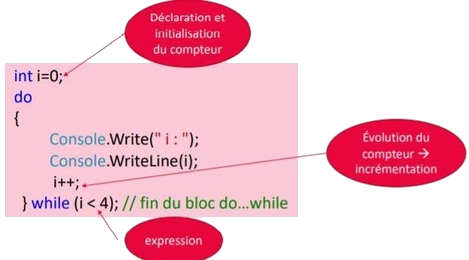 Déclaration et
initialisation
du compteur
int i=0;
do
{
Console.Write(" i : ");
Console.WriteLine(i);
i++;
} while (i < 4); // fin du bloc do...while
Évolution du
compteur →
incrémentation
expression